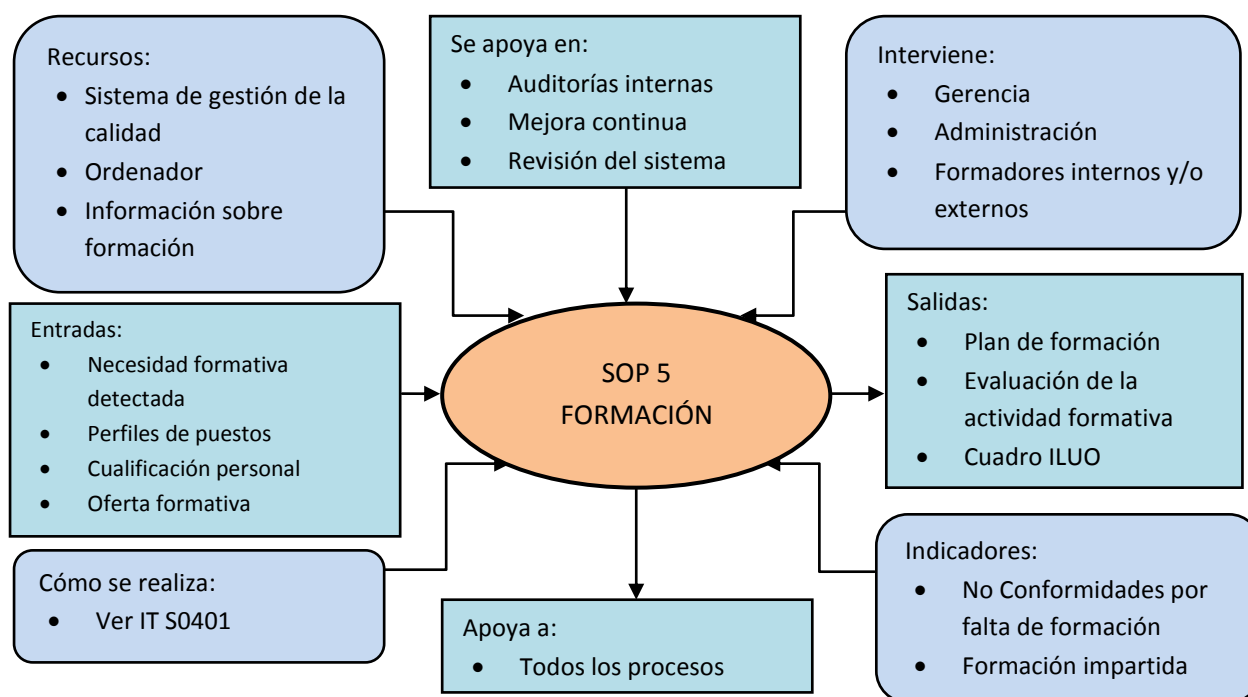 Recursos:
• Sistema de gestión de la
calidad
• Ordenador
• Información sobre
formación
Se apoya en:
• Auditorías internas
• Mejora continua
• Revisión del sistema
Interviene:
• Gerencia
• Administración
• Formadores internos y/o
externos
Entradas:
• Necesidad formativa
detectada
• Perfiles de puestos
• Cualificación personal
• Oferta formativa
SOP 5
FORMACIÓN
Salidas:
• Plan de formación
• Evaluación de la
actividad formativa
• Cuadro ILUO
Cómo se realiza:
• Ver IT S0401
Apoya a:
• Todos los procesos
Indicadores:
• No Conformidades por
falta de formación
• Formación impartida